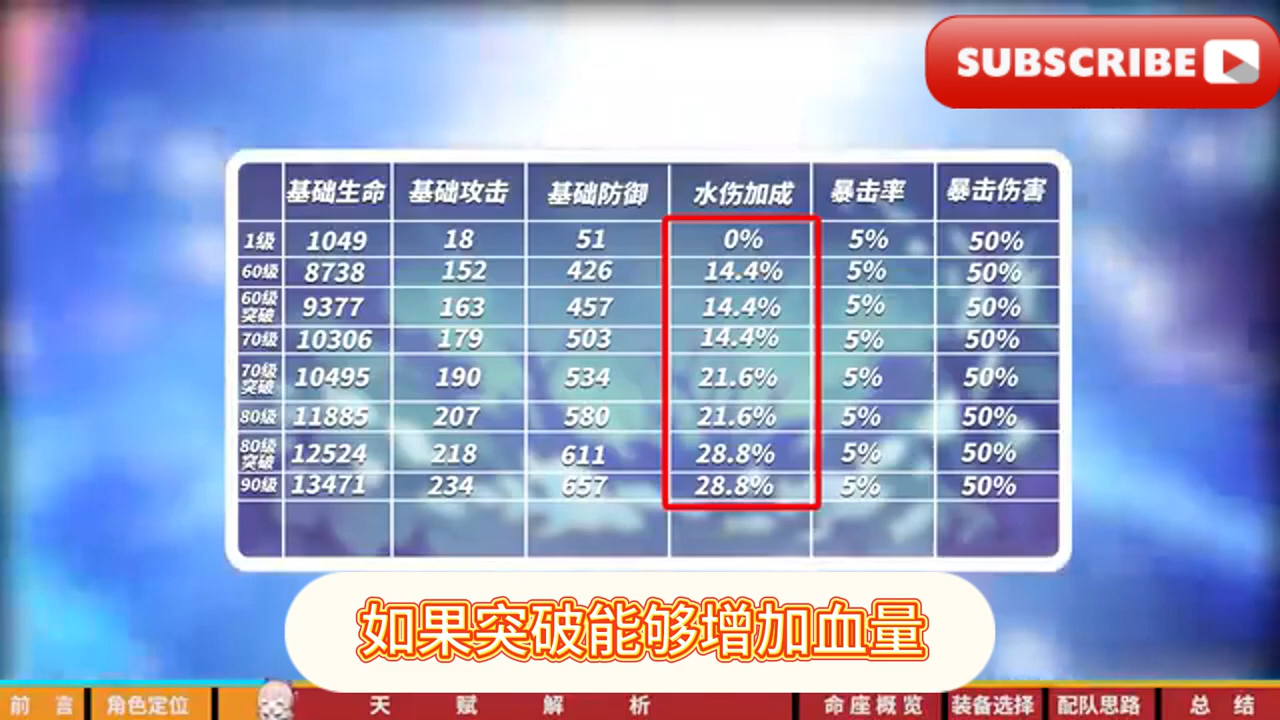 SUBSCRIBE
基础生命 基础攻击 基础防御 水伤加成 暴击率 暴击伤害
1级 1049 18 51 0% 5% 50%
60级 8738 152 426 14.4% 5% 50%
60级突破 9377 163 457 14.4% 5% 50%
70级 10306 179 503 14.4% 5% 50%
70级突破 10495 190 534 21.6% 5% 50%
80级 11885 207 580 21.6% 5% 50%
80级突破 12524 218 611 28.8% 5% 50%
90级 13471 234 657 28.8% 5% 50%
如果突破能够增加血量
前言 角色定位 天赋解析 命座概览 装备选择 配队思路 总结